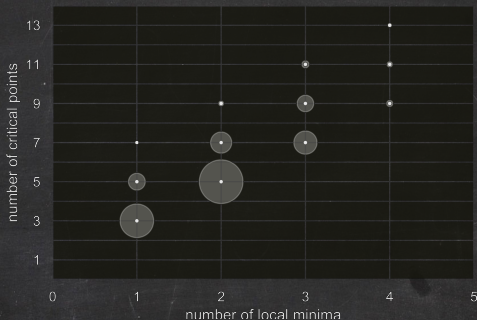 13
11
9
7
5
3
1
number of critical points
0 1 2 3 4 5
number of local minima